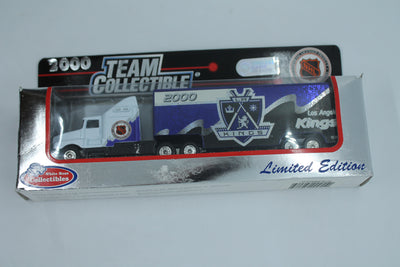 2000
TEAM
COLLECTIBLE
2000
KINGS
Los Angeles
Kings
White Rose
Collectibles
Limited Edition